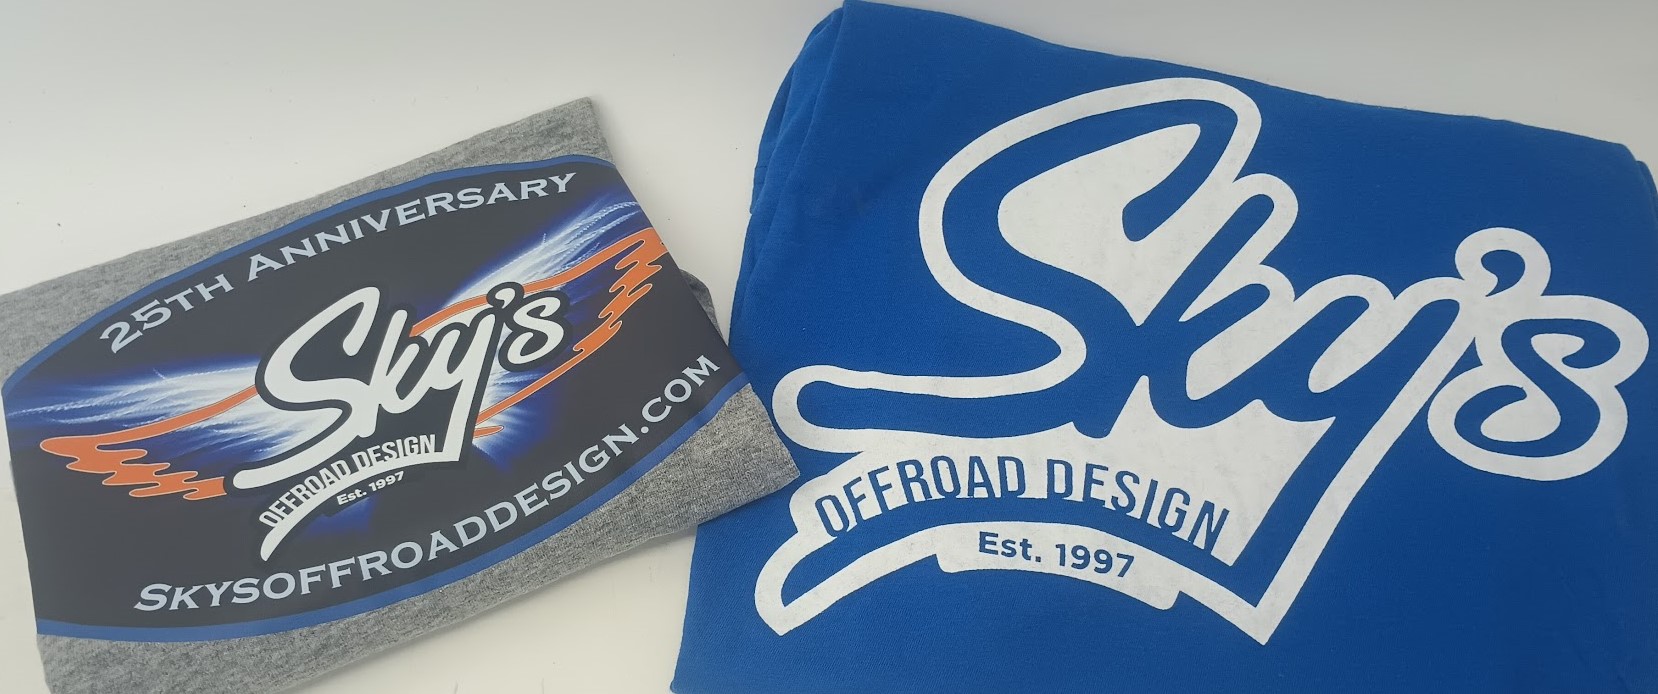 25TH ANNIVERSARY
Sky's
OFFROAD DESIGN
Est. 1997
SKYSOFFROADDESIGN.COM
Sky's
OFFROAD DESIGN
Est. 1997